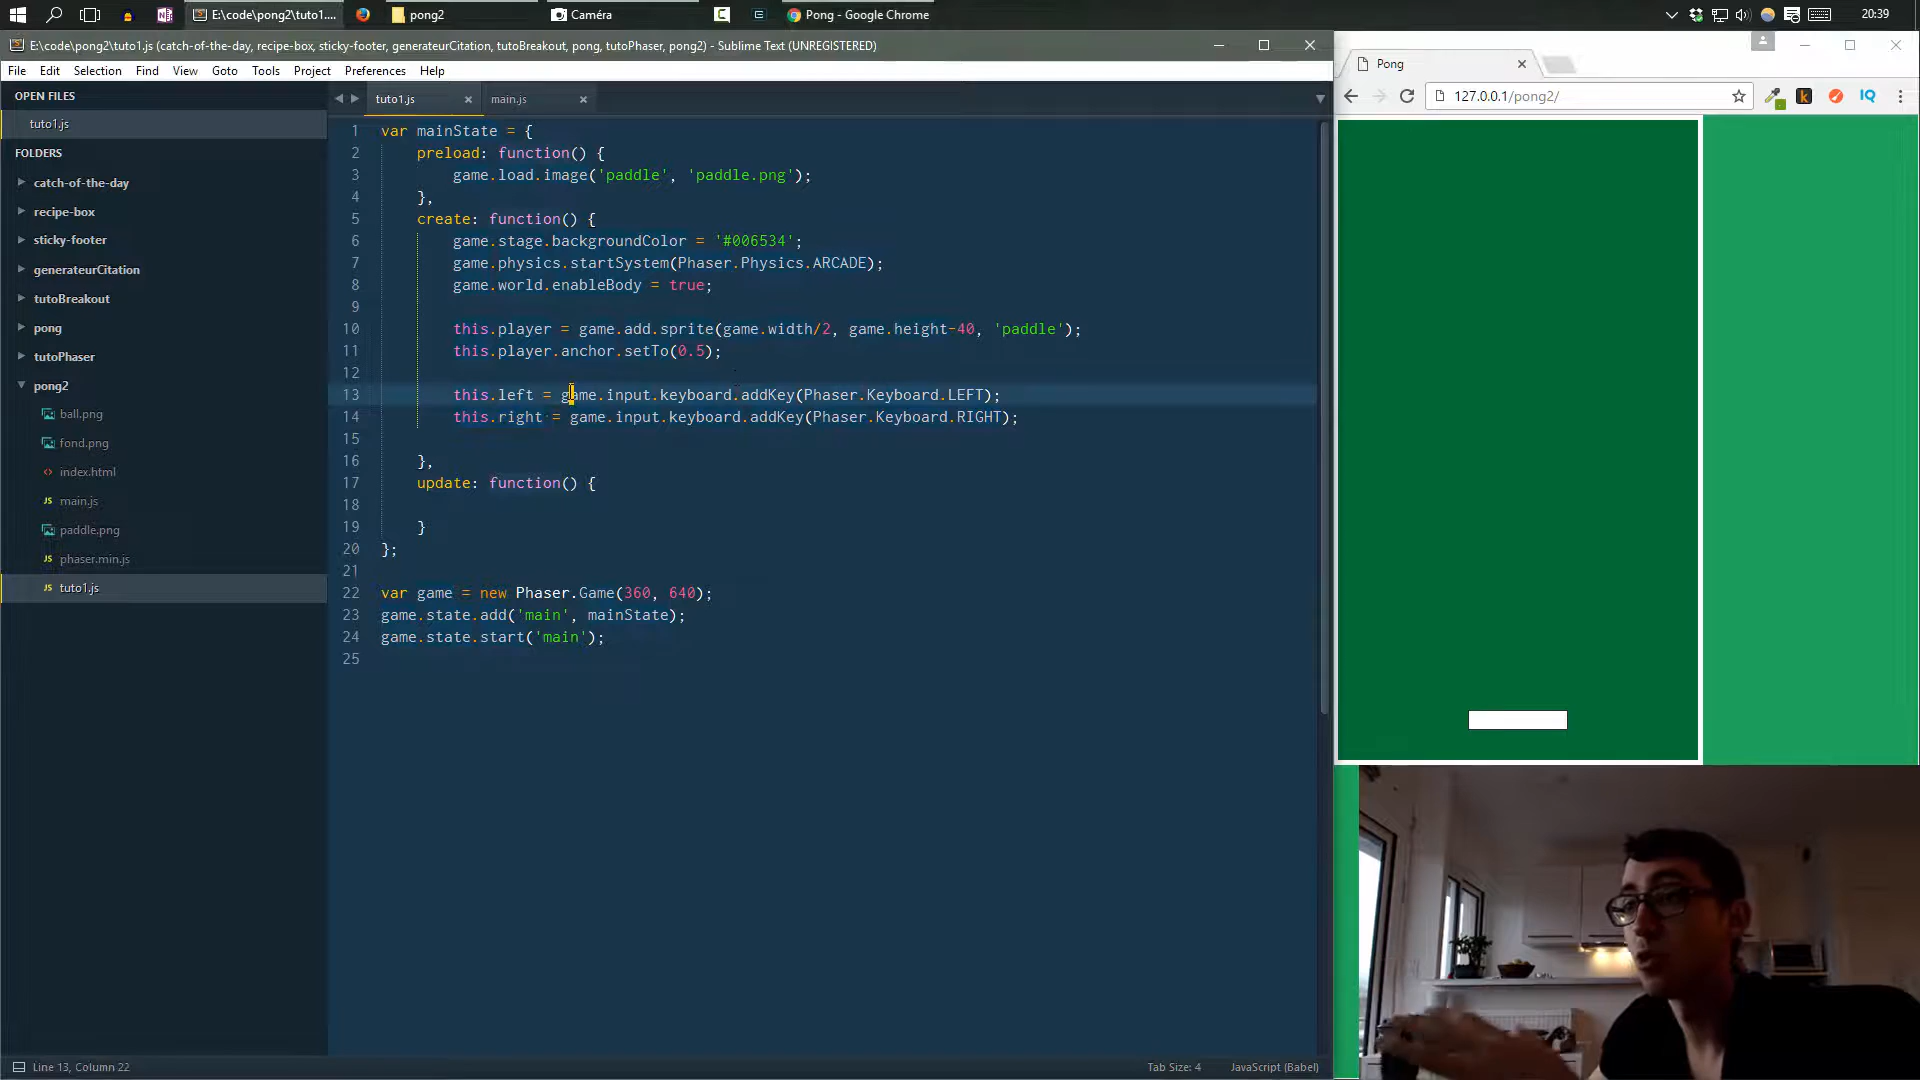 E:\code\pong2\tuto1....
pong2
Caméra
Pong - Google Chrome
20:39
E:\code\pong2\tuto1.js (catch-of-the-day, recipe-box, sticky-footer, generateurCitation, tutoBreakout, pong, tutoPhaser, pong2) - Sublime Text (UNREGISTERED)
File Edit Selection Find View Goto Tools Project Preferences Help
OPEN FILES
tuto1.js
FOLDERS
catch-of-the-day
recipe-box
sticky-footer
generateurCitation
tutoBreakout
pong
tutoPhaser
pong2
ball.png
fond.png
<> index.html
JS main.js
paddle.png
JS phaser.min.js
JS tuto1.js
tuto1.js main.js
1 var mainState = {
2 preload: function() {
3 game.load.image('paddle', 'paddle.png');
4 },
5 create: function() {
6 game.stage.backgroundColor = '#006534';
7 game.physics.startSystem(Phaser.Physics.ARCADE);
8 game.world.enableBody = true;
9
10 this.player = game.add.sprite(game.width/2, game.height-40, 'paddle');
11 this.player.anchor.setTo(0.5);
12
13 this.left = game.input.keyboard.addKey(Phaser.Keyboard.LEFT);
14 this.right = game.input.keyboard.addKey(Phaser.Keyboard.RIGHT);
15
16 },
17 update: function() {
18
19 }
20 };
21
22 var game = new Phaser.Game(360, 640);
23 game.state.add('main', mainState);
24 game.state.start('main');
25
Line 13, Column 22
Tab Size: 4
JavaScript (Babel)
Pong
127.0.0.1/pong2/
k
IQ